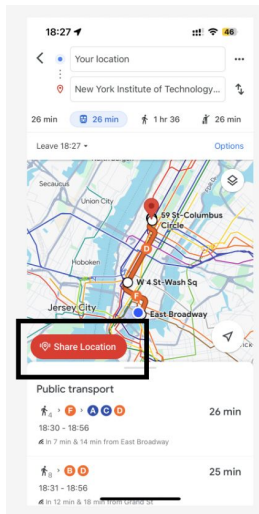 18:27
46
Your location
New York Institute of Technology...
26 min
26 min
1 hr 36
26 min
Leave 18:27
Options
Secaucus
Union City
59 St-Columbus
Circle
D
Hoboken
W 4 St-Wash Sq
F
Jersey City
East Broadway
Share Location
Public transport
4 F A C D
26 min
18:30 - 18:56
In 7 min & 14 min from East Broadway
8 B D
25 min
18:31 - 18:56
In 12 min & 18 min from Grand St